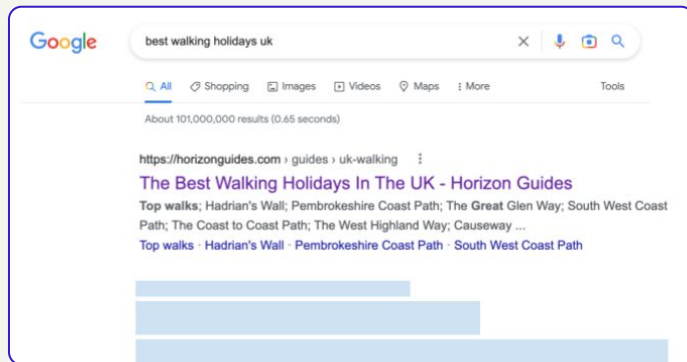 Google
best walking holidays uk
All Shopping Images Videos Maps More Tools
About 101,000,000 results (0.65 seconds)
https://horizonguides.com › guides › uk-walking
The Best Walking Holidays In The UK - Horizon Guides
Top walks; Hadrian's Wall; Pembrokeshire Coast Path; The Great Glen Way; South West Coast
Path; The Coast to Coast Path; The West Highland Way; Causeway ...
Top walks · Hadrian's Wall · Pembrokeshire Coast Path · South West Coast Path